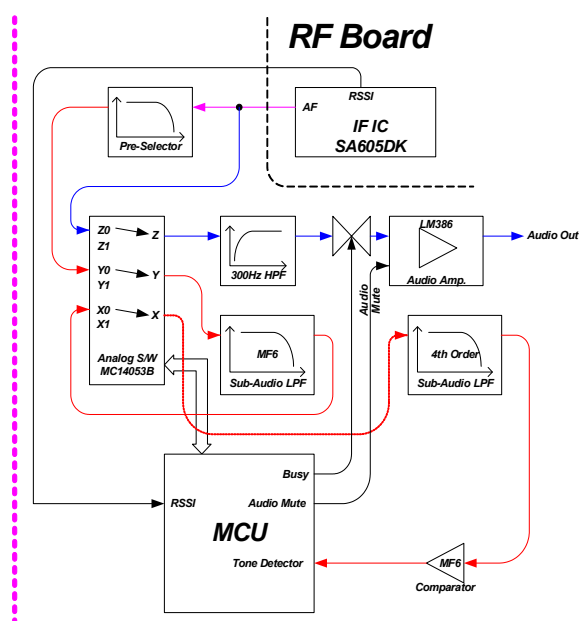 RF Board
RSSI
AF
IF IC
SA605DK
Pre-Selector
Z0
Z
Z1
Y0
Y
Y1
X0
X
X1
Analog S/W
MC14053B
300Hz HPF
LM386
Audio Amp.
Audio Out
Audio
Mute
MF6
Sub-Audio LPF
4th Order
Sub-Audio LPF
Busy
RSSI
Audio Mute
MCU
Tone Detector
MF6
Comparator